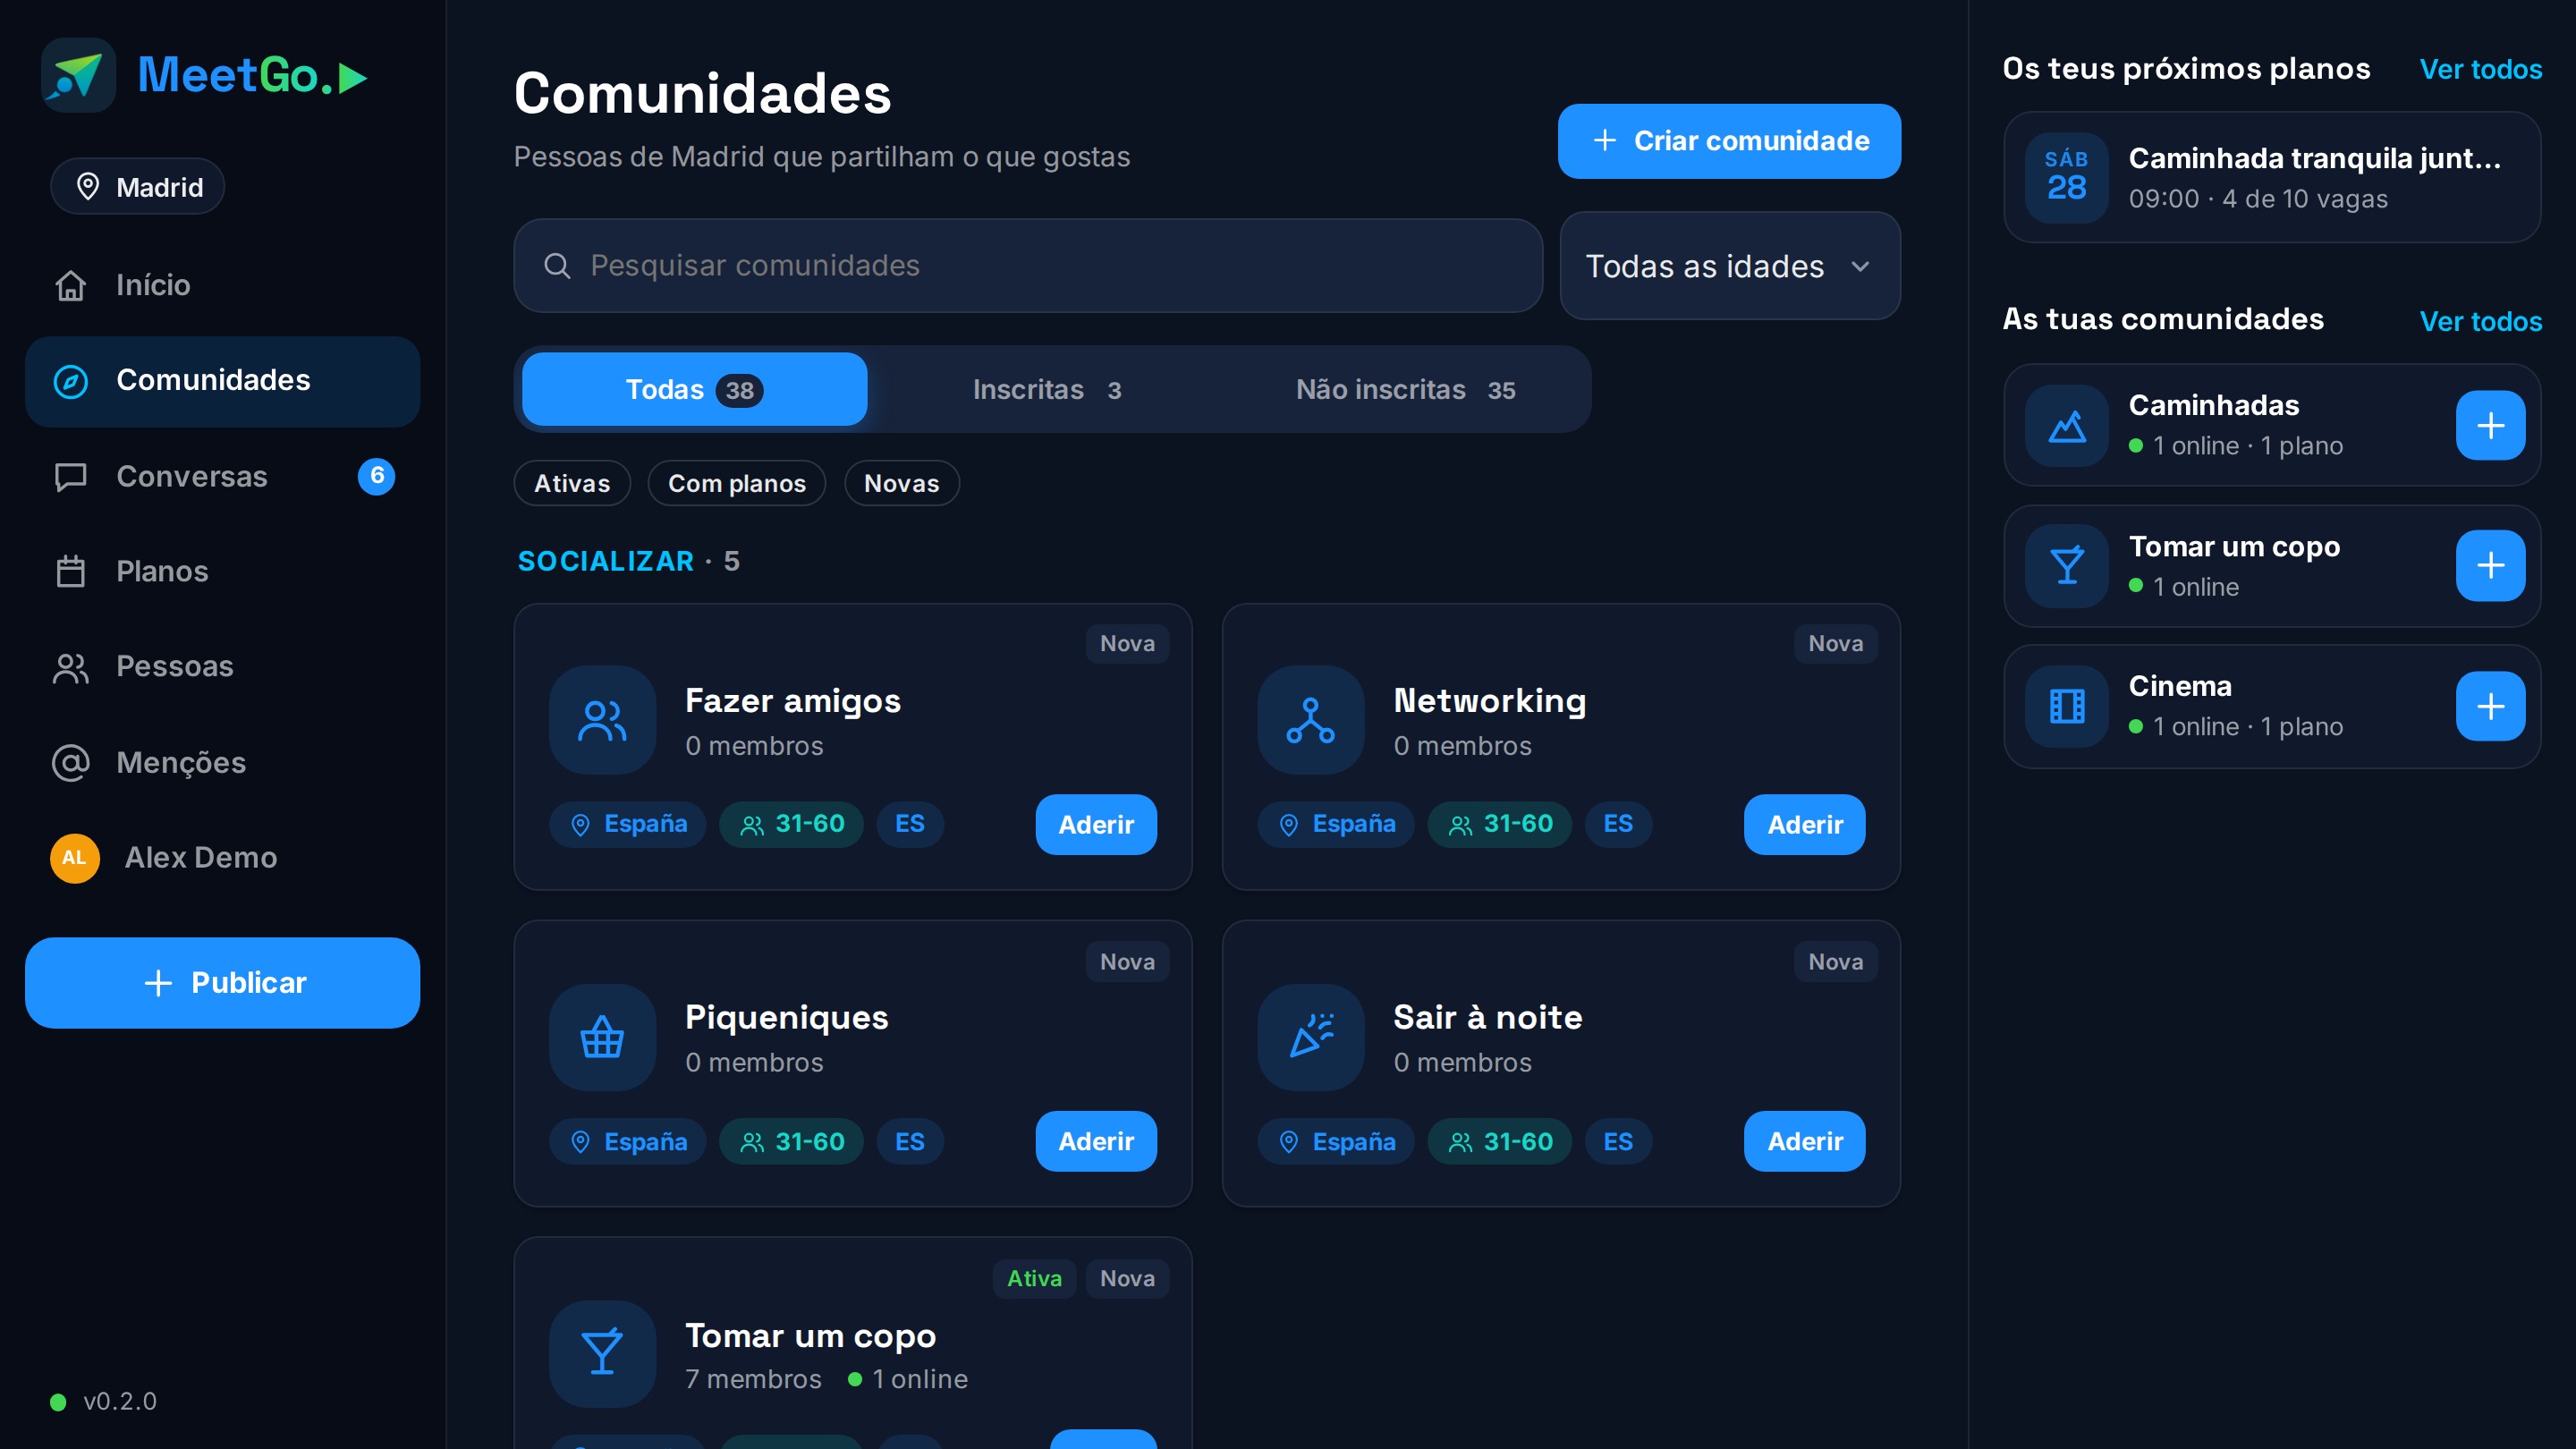 MeetGo.
Madrid
Início
Comunidades
Conversas 6
Planos
Pessoas
Menções
AL Alex Demo
Publicar
v0.2.0
Comunidades
Pessoas de Madrid que partilham o que gostas
Criar comunidade
Pesquisar comunidades
Todas as idades
Todas 38 Inscritas 3 Não inscritas 35
Ativas Com planos Novas
SOCIALIZAR · 5
Nova
Fazer amigos
0 membros
España 31-60 ES Aderir
Nova
Networking
0 membros
España 31-60 ES Aderir
Nova
Piqueniques
0 membros
España 31-60 ES Aderir
Nova
Sair à noite
0 membros
España 31-60 ES Aderir
Ativa Nova
Tomar um copo
7 membros 1 online
Os teus próximos planos Ver todos
SÁB
28
Caminhada tranquila junt...
09:00 · 4 de 10 vagas
As tuas comunidades Ver todos
Caminhadas
1 online · 1 plano
Tomar um copo
1 online
Cinema
1 online · 1 plano